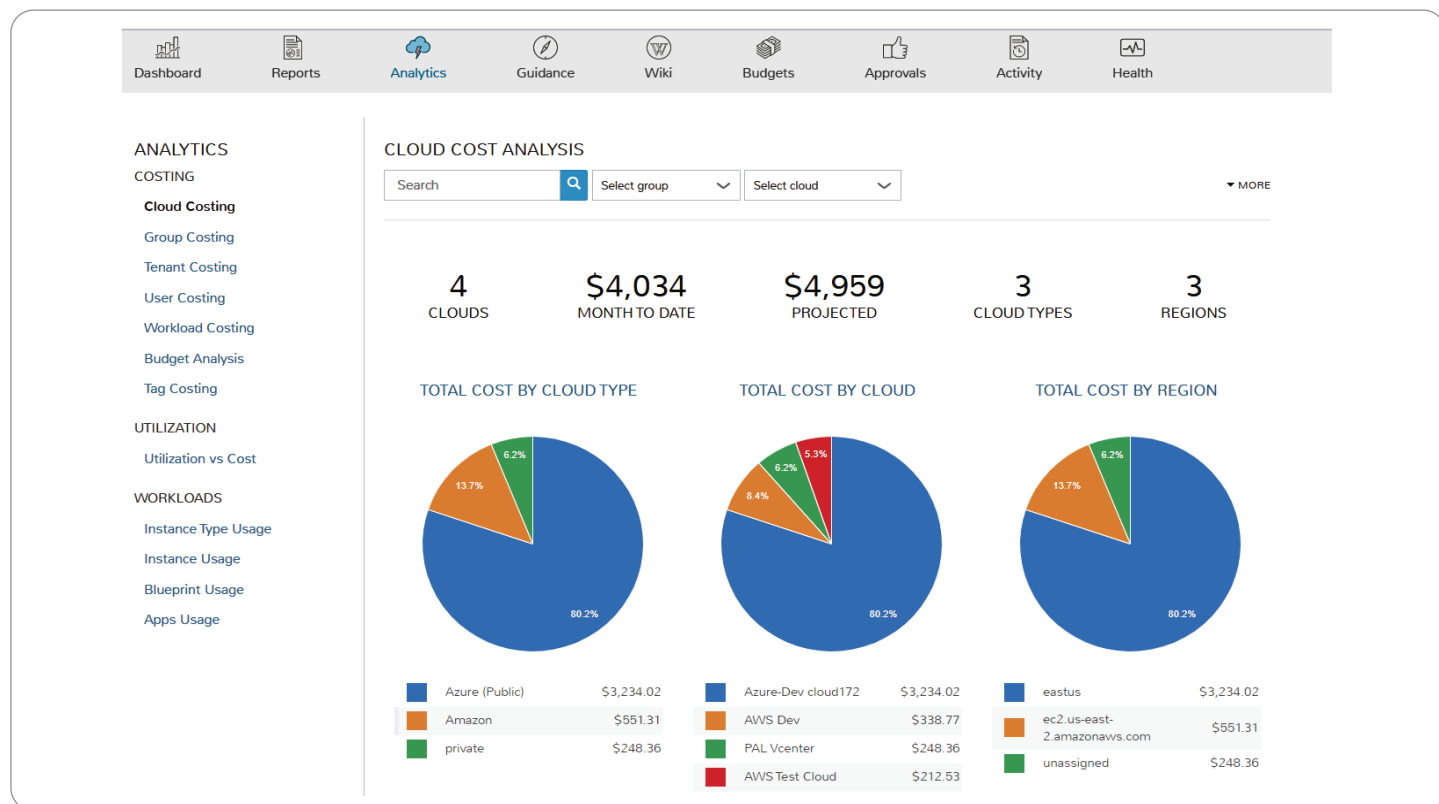 Dashboard Reports Analytics Guidance Wiki Budgets Approvals Activity Health
ANALYTICS
COSTING
Cloud Costing
Group Costing
Tenant Costing
User Costing
Workload Costing
Budget Analysis
Tag Costing
UTILIZATION
Utilization vs Cost
WORKLOADS
Instance Type Usage
Instance Usage
Blueprint Usage
Apps Usage
CLOUD COST ANALYSIS
Search Select group Select cloud MORE
4 $4,034 $4,959 3 3
CLOUDS MONTH TO DATE PROJECTED CLOUD TYPES REGIONS
TOTAL COST BY CLOUD TYPE
6.2%
13.7%
80.2%
Azure (Public) $3,234.02
Amazon $551.31
private $248.36
TOTAL COST BY CLOUD
5.3%
6.2%
8.4%
80.2%
Azure-Dev cloud172 $3,234.02
AWS Dev $338.77
PAL Vcenter $248.36
AWS Test Cloud $212.53
TOTAL COST BY REGION
6.2%
13.7%
80.2%
eastus $3,234.02
ec2.us-east-
2.amazonaws.com $551.31
unassigned $248.36